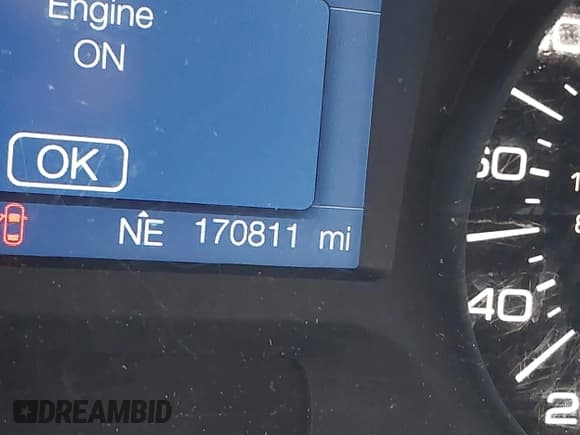 Engine
ON
OK
NE 170811 mi
60
40
DREAMBID